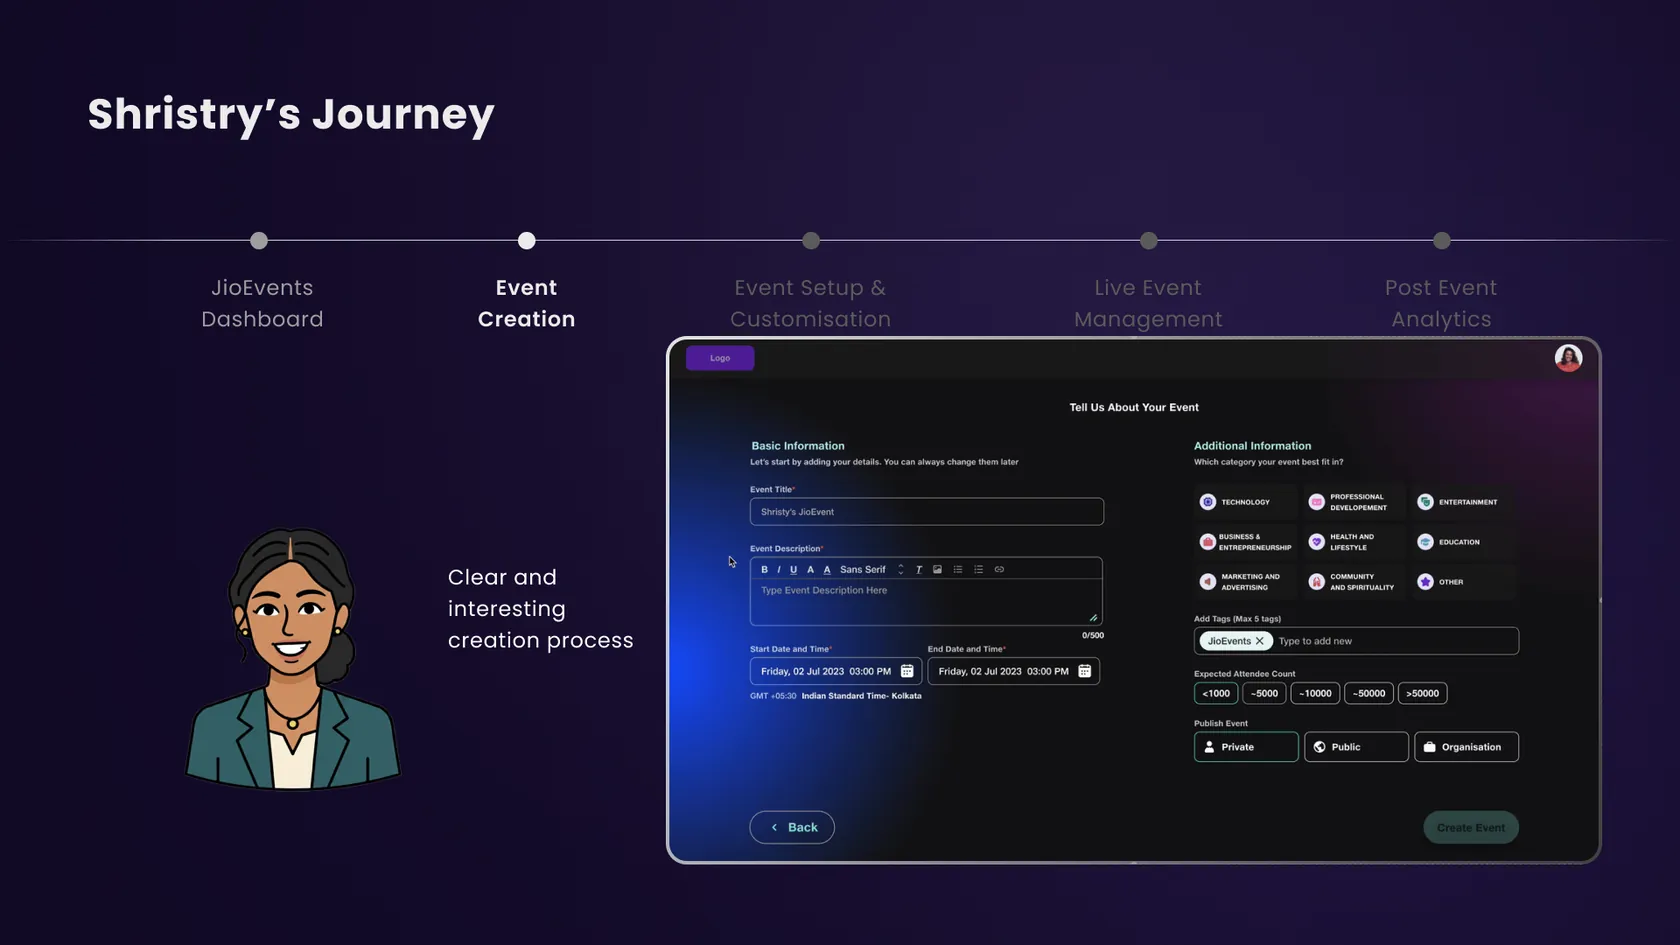 Shristry's Journey
JioEvents
Dashboard
Event
Creation
Event Setup &
Customisation
Live Event
Management
Post Event
Analytics
Clear and
interesting
creation process
Logo
Tell Us About Your Event
Basic Information
Let's start by adding your details. You can always change them later
Event Title*
Shristy's JioEvent
Event Description*
B I U A A Sans Serif T
Type Event Description Here
0/500
Start Date and Time*
End Date and Time*
Friday, 02 Jul 2023 03:00 PM
Friday, 02 Jul 2023 03:00 PM
GMT +05:30 Indian Standard Time- Kolkata
Back
Additional Information
Which category your event best fit in?
TECHNOLOGY
PROFESSIONAL
DEVELOPEMENT
ENTERTAINMENT
BUSINESS &
ENTREPRENEURSHIP
HEALTH AND
LIFESTYLE
EDUCATION
MARKETING AND
ADVERTISING
COMMUNITY
AND SPIRITUALITY
OTHER
Add Tags (Max 5 tags)
JioEvents Type to add new
Expected Attendee Count
<1000 ~5000 ~10000 ~50000 >50000
Publish Event
Private
Public
Organisation
Create Event